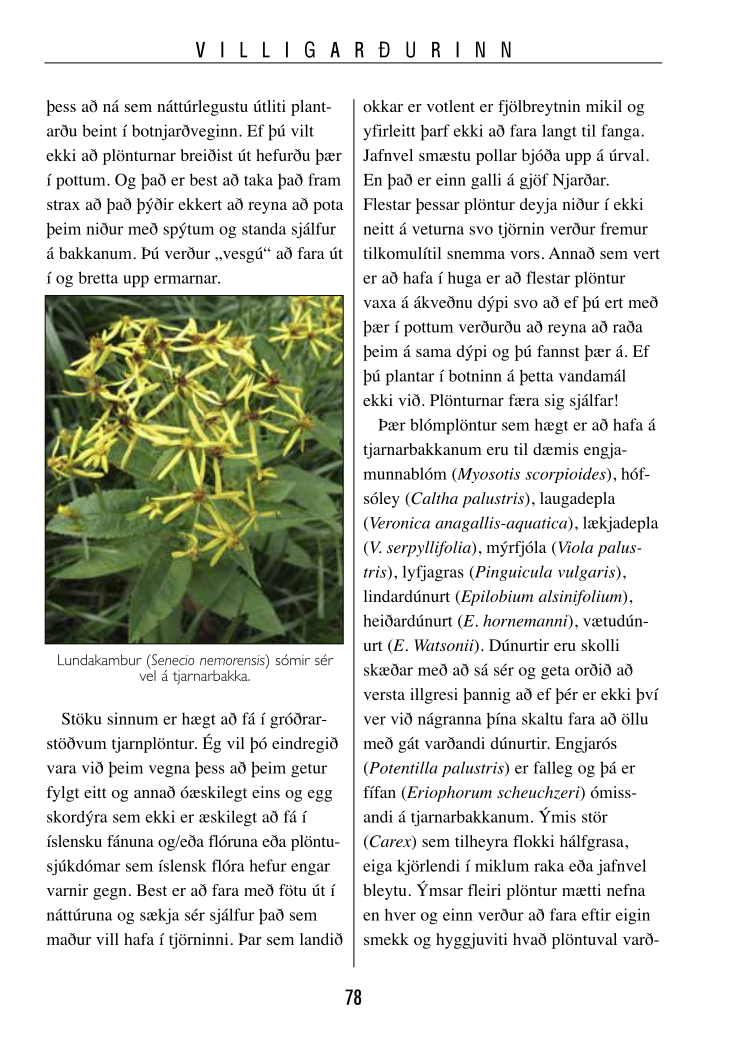 VILLIGARÐURINN
þess að ná sem náttúrlegustu útliti plant-
arðu beint í botnjarðveginn. Ef þú vilt
ekki að plönturnar breiðist út hefurðu þær
í pottum. Og það er best að taka það fram
strax að það þýðir ekkert að reyna að pota
þeim niður með spýtum og standa sjálfur
á bakkanum. Þú verður „vesgú“ að fara út
í og bretta upp ermarnar.
Lundakambur (Senecio nemorensis) sómir sér
vel á tjarnarbakka.
Stöku sinnum er hægt að fá í gróðrar-
stöðvum tjarnplöntur. Ég vil þó eindregið
vara við þeim vegna þess að þeim getur
fylgt eitt og annað óæskilegt eins og egg
skordýra sem ekki er æskilegt að fá í
íslensku fánuna og/eða flóruna eða plöntu-
sjúkdómar sem íslensk flóra hefur engar
varnir gegn. Best er að fara með fötu út í
náttúruna og sækja sér sjálfur það sem
maður vill hafa í tjörninni. Þar sem landið
okkar er votlent er fjölbreytnin mikil og
yfirleitt þarf ekki að fara langt til fanga.
Jafnvel smæstu pollar bjóða upp á úrval.
En það er einn galli á gjöf Njarðar.
Flestar þessar plöntur deyja niður í ekki
neitt á veturna svo tjörnin verður fremur
tilkomulítil snemma vors. Annað sem vert
er að hafa í huga er að flestar plöntur
vaxa á ákveðnu dýpi svo að ef þú ert með
þær í pottum verðurðu að reyna að raða
þeim á sama dýpi og þú fannst þær á. Ef
þú plantar í botninn á þetta vandamál
ekki við. Plönturnar færa sig sjálfar!
Þær blómplöntur sem hægt er að hafa á
tjarnarbakkanum eru til dæmis engja-
munnablóm (Myosotis scorpioides), hóf-
sóley (Caltha palustris), laugadepla
(Veronica anagallis-aquatica), lækjadepla
(V. serpyllifolia), mýrfjóla (Viola palus-
tris), lyfjagras (Pinguicula vulgaris),
lindardúnurt (Epilobium alsinifolium),
heiðardúnurt (E. hornemanni), vætudún-
urt (E. Watsonii). Dúnurtir eru skolli
skæðar með að sá sér og geta orðið að
versta illgresi þannig að ef þér er ekki því
ver við nágranna þína skaltu fara að öllu
með gát varðandi dúnurtir. Engjarós
(Potentilla palustris) er falleg og þá er
fífan (Eriophorum scheuchzeri) ómiss-
andi á tjarnarbakkanum. Ýmis stör
(Carex) sem tilheyra flokki hálfgrasa,
eiga kjörlendi í miklum raka eða jafnvel
bleytu. Ýmsar fleiri plöntur mætti nefna
en hver og einn verður að fara eftir eigin
smekk og hyggjuviti hvað plöntuval varð-
78